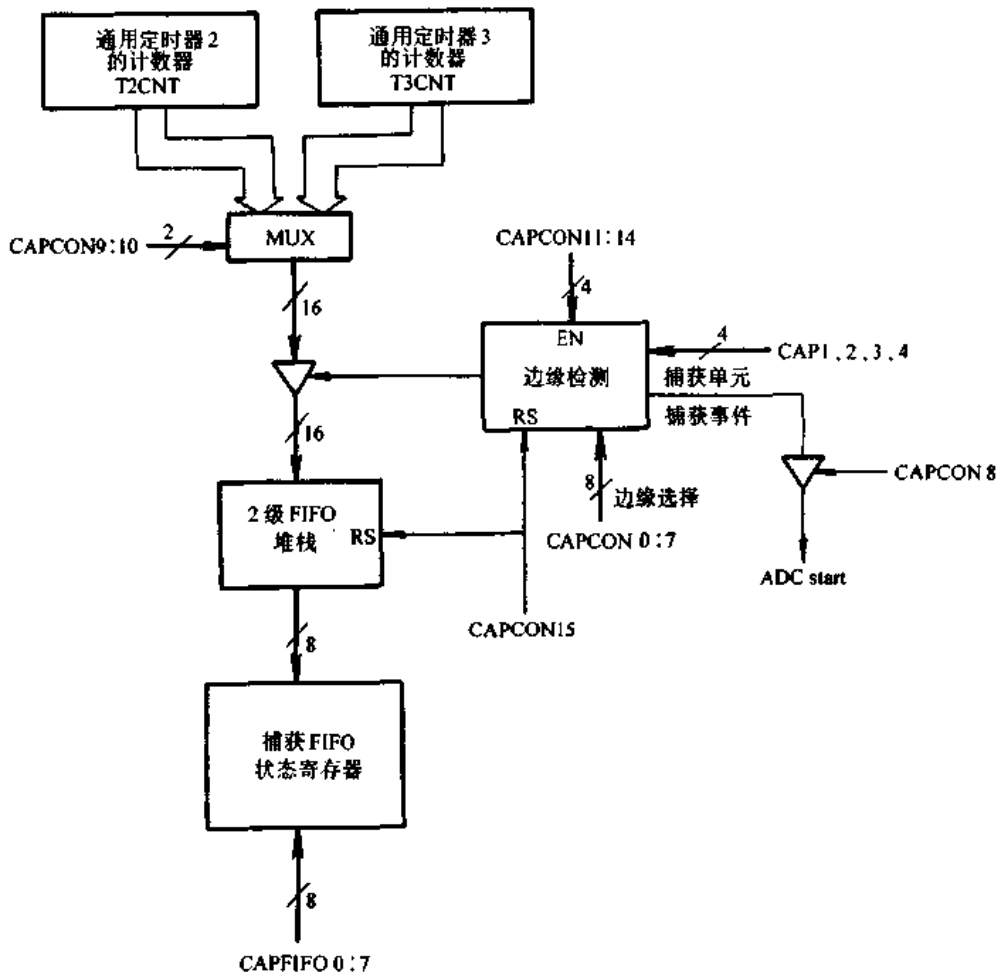 通用定时器2
的计数器
T2CNT
通用定时器3
的计数器
T3CNT
CAPCON9:10
2
MUX
16
CAPCON11:14
4
EN
边缘检测
RS
4
CAP1、2、3、4
捕获单元
捕获事件
16
CAPCON 8
ADC start
8
边缘选择
CAPCON 0:7
2级FIFO
堆栈
RS
CAPCON15
8
捕获FIFO
状态寄存器
8
CAPFIFO 0:7